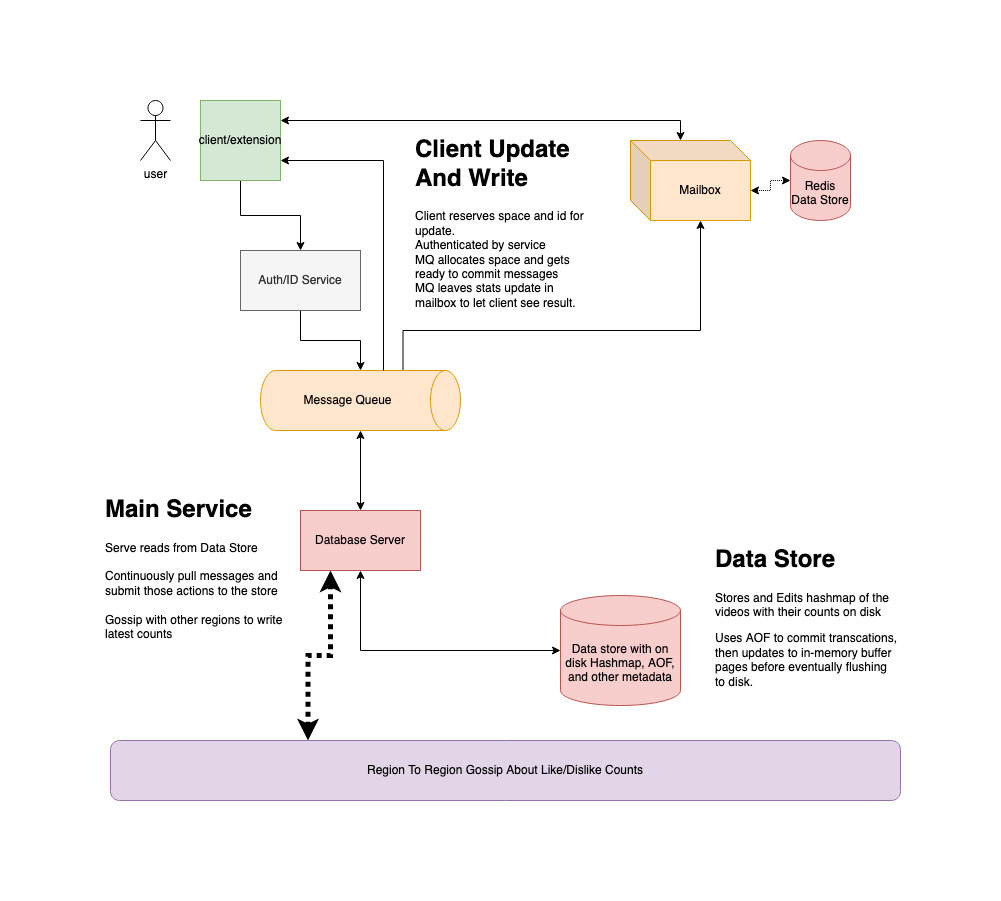 user
client/extension
Client Update
And Write
Client reserves space and id for
update.
Authenticated by service
MQ allocates space and gets
ready to commit messages
MQ leaves stats update in
mailbox to let client see result.
Mailbox
Redis
Data Store
Auth/ID Service
Message Queue
Main Service
Serve reads from Data Store
Continuously pull messages and
submit those actions to the store
Gossip with other regions to write
latest counts
Database Server
Data store with on
disk Hashmap, AOF,
and other metadata
Data Store
Stores and Edits hashmap of the
videos with their counts on disk
Uses AOF to commit transcations,
then updates to in-memory buffer
pages before eventually flushing
to disk.
Region To Region Gossip About Like/Dislike Counts